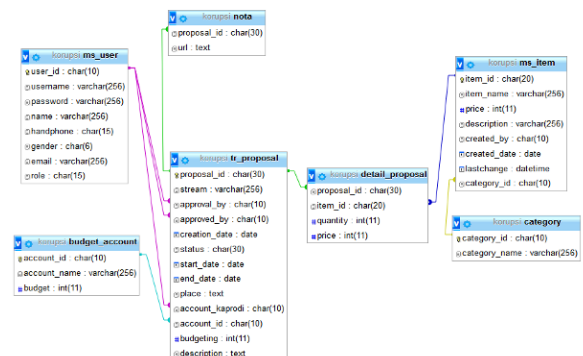 korupsi nota
proposal_id : char(30)
url : text
korupsi ms_user
user_id : char(10)
username : varchar(256)
password : varchar(256)
name : varchar(256)
handphone : char(15)
gender : char(6)
email : varchar(256)
role : char(15)
korupsi ms_item
item_id : char(20)
item_name : varchar(256)
price : int(11)
description : varchar(256)
created_by : char(10)
created_date : date
lastchange : datetime
category_id : char(10)
korupsi tr_proposal
proposal_id : char(30)
stream : varchar(256)
approval_by : char(10)
approved_by : char(10)
creation_date : date
status : char(30)
start_date : date
end_date : date
place : text
account_kaprodi : char(10)
account_id : char(10)
budgeting : int(11)
description : text
korupsi detail_proposal
proposal_id : char(30)
item_id : char(20)
quantity : int(11)
price : int(11)
korupsi budget_account
account_id : char(10)
account_name : varchar(256)
budget : int(11)
korupsi category
category_id : char(10)
category_name : varchar(256)